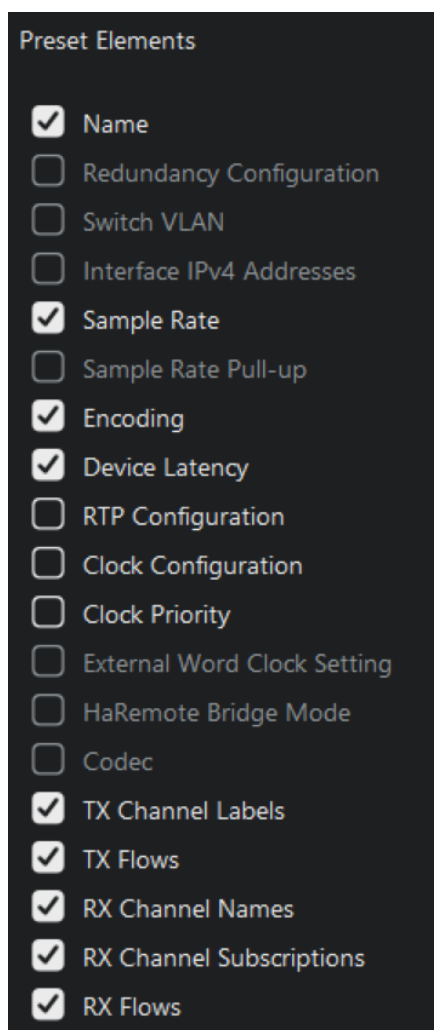 Preset Elements
Name
Redundancy Configuration
Switch VLAN
Interface IPv4 Addresses
Sample Rate
Sample Rate Pull-up
Encoding
Device Latency
RTP Configuration
Clock Configuration
Clock Priority
External Word Clock Setting
HaRemote Bridge Mode
Codec
TX Channel Labels
TX Flows
RX Channel Names
RX Channel Subscriptions
RX Flows